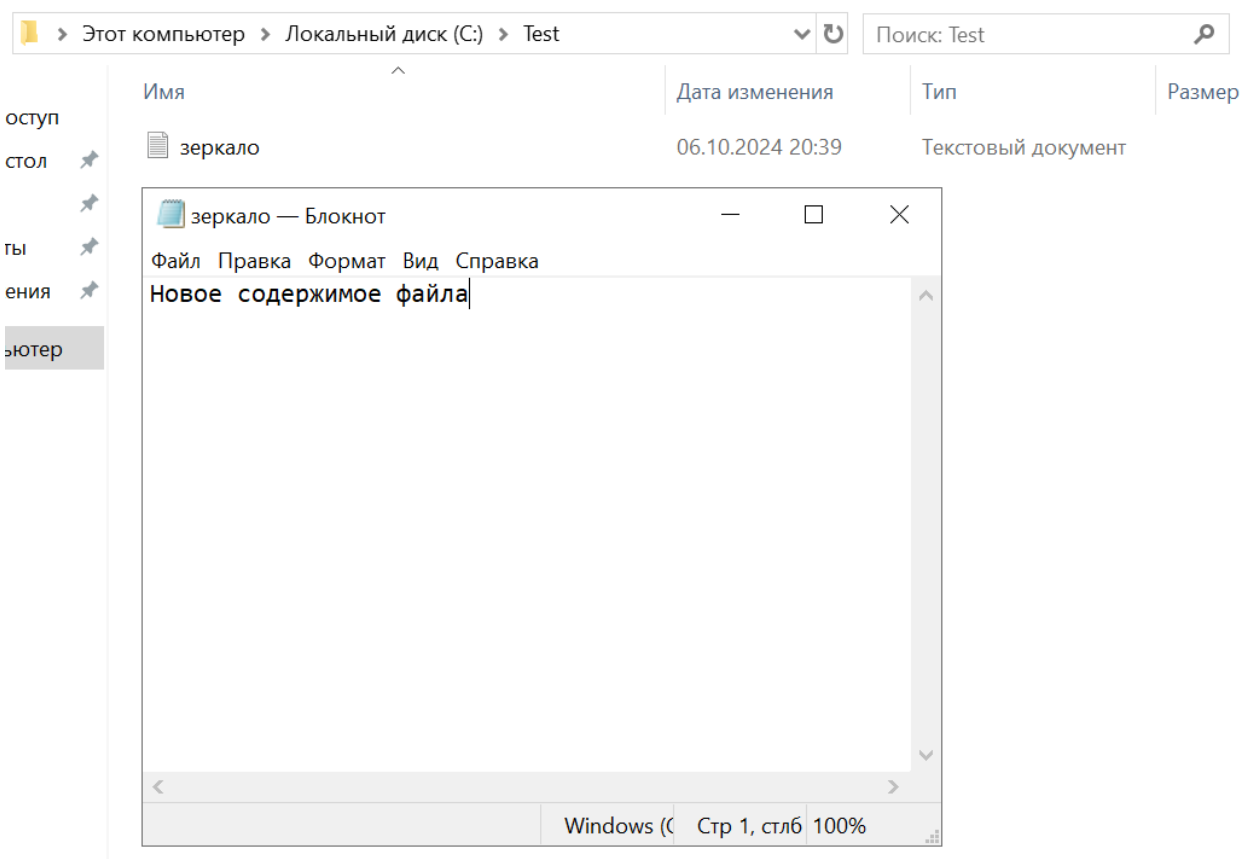 Этот компьютер > Локальный диск (C:) > Test
Поиск: Test
Имя
Дата изменения
Тип
Размер
оступ
зеркало
06.10.2024 20:39
Текстовый документ
стол
зеркало — Блокнот
ты
Файл Правка Формат Вид Справка
ения
Новое содержимое файла
ьютер
Windows (
Стр 1, стлб
100%